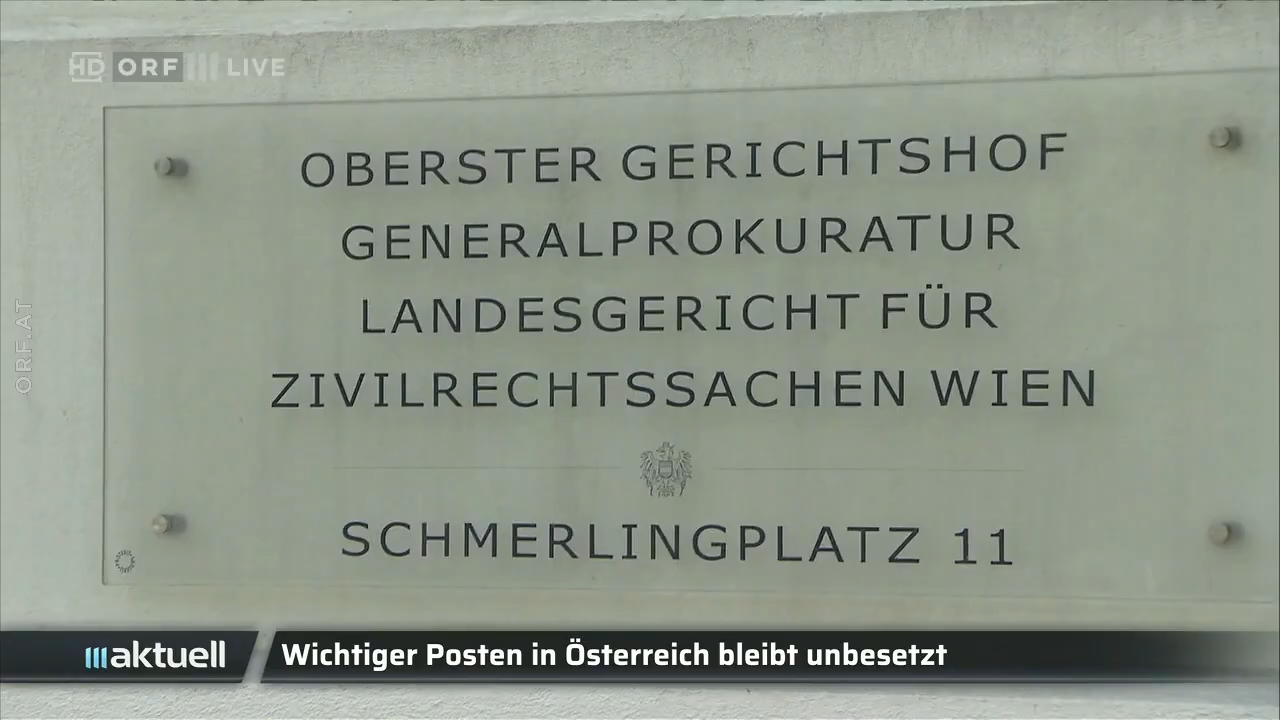 HD ORF III LIVE
OBERSTER GERICHTSHOF
GENERALPROKURATUR
LANDESGERICHT FÜR
ZIVILRECHTSSACHEN WIEN
SCHMERLINGPLATZ 11
ORF.AT
III aktuell
Wichtiger Posten in Österreich bleibt unbesetzt